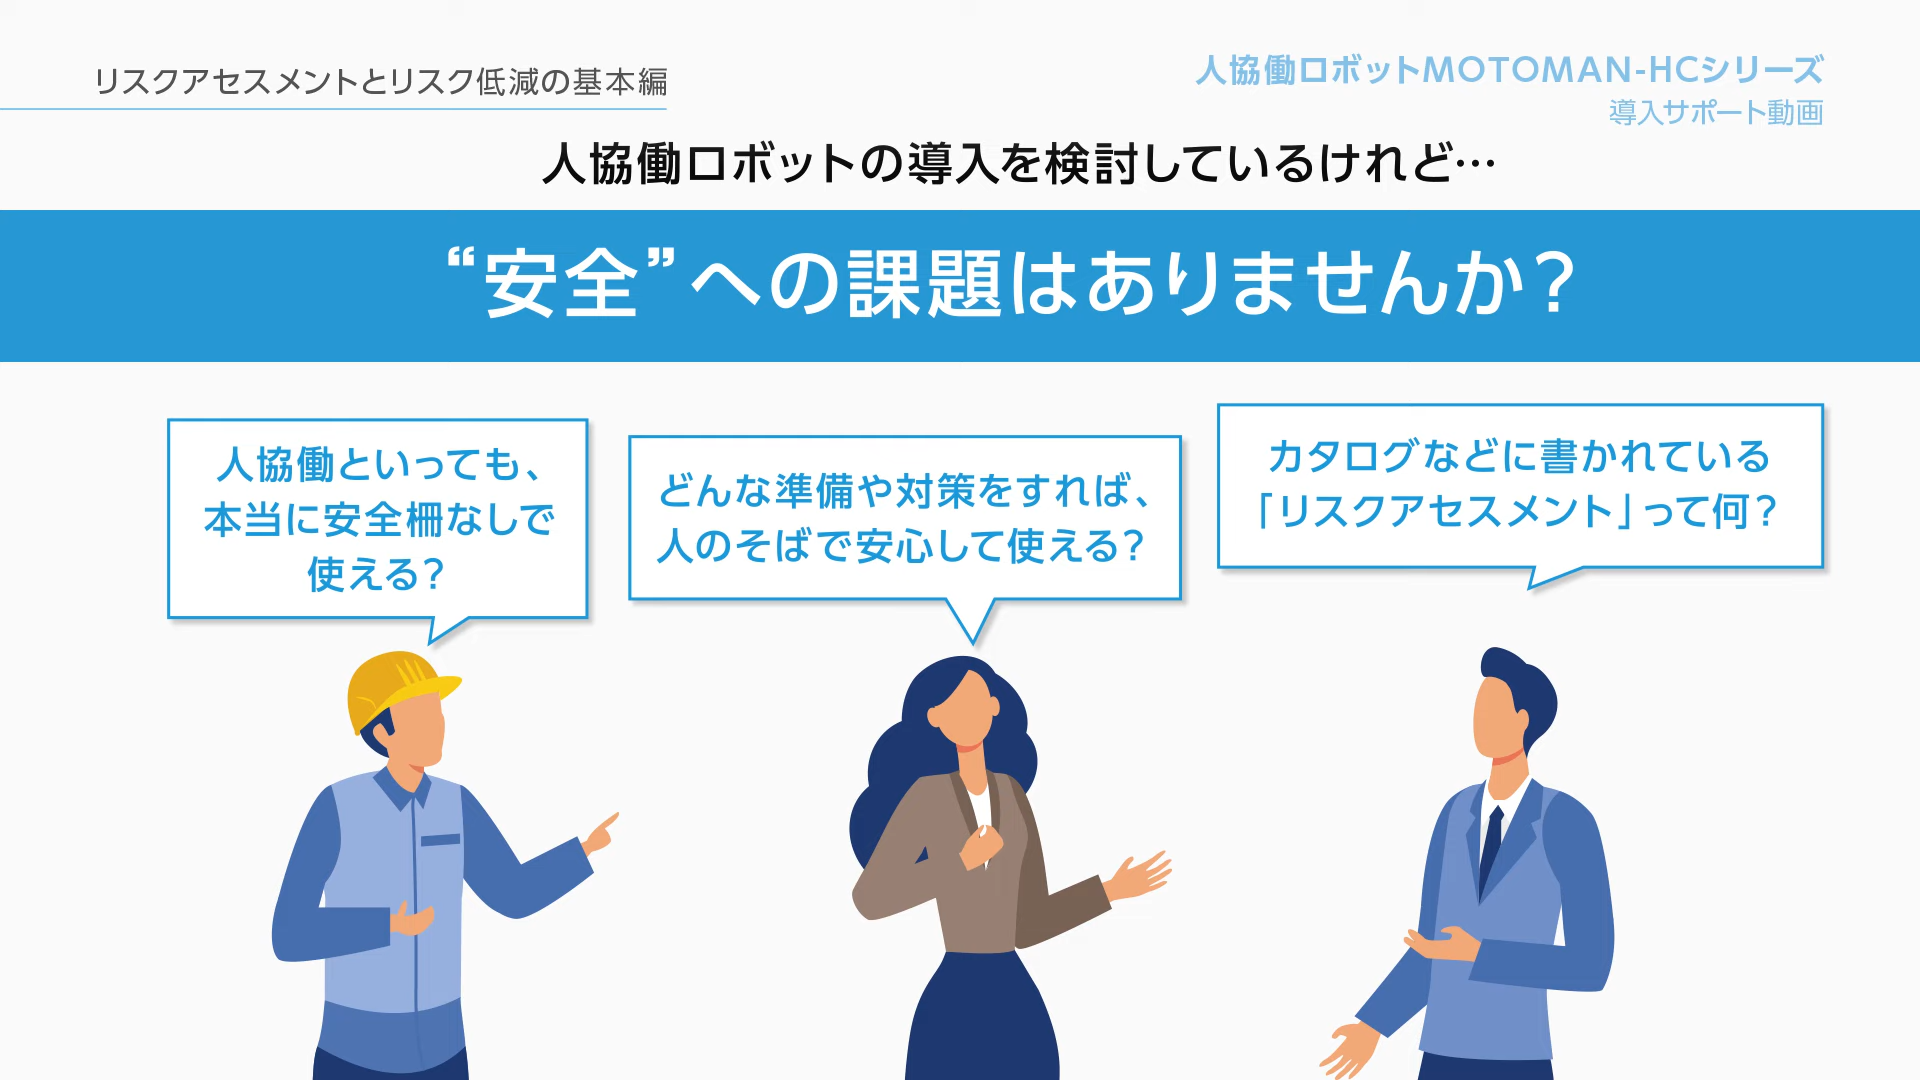 リスクアセスメントとリスク低減の基本編
人協働ロボットMOTOMAN-HCシリーズ
導入サポート動画
人協働ロボットの導入を検討しているけれど…
“安全”への課題はありませんか？
人協働といっても、
本当に安全柵なしで
使える？
どんな準備や対策をすれば、
人のそばで安心して使える？
カタログなどに書かれている
「リスクアセスメント」って何？